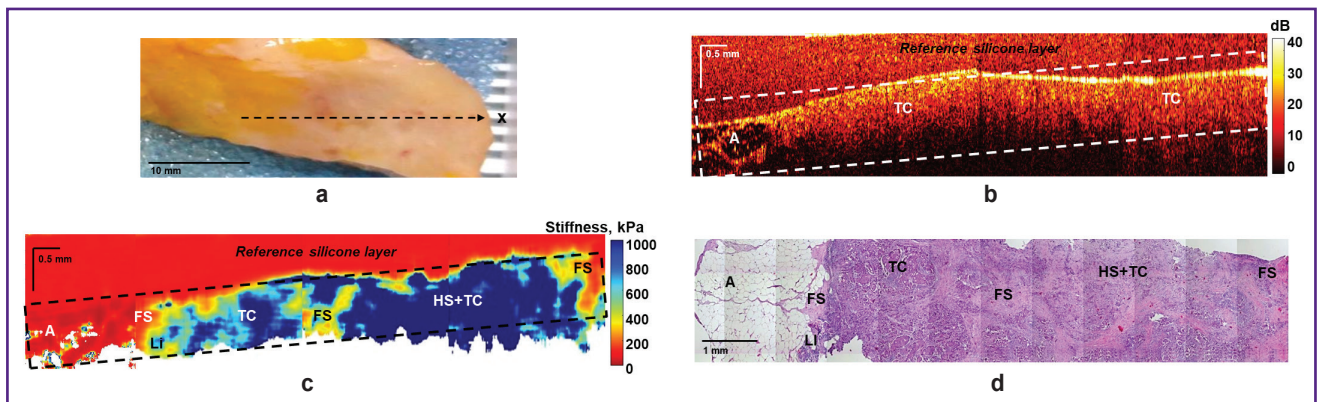 10 mm
x
a
0.5 mm
Reference silicone layer
A
TC
TC
dB
40
30
20
10
0
b
0.5 mm
Reference silicone layer
A
FS
LI
TC
FS
HS+TC
FS
Stiffness, kPa
1000
800
600
400
200
0
c
A
FS
LI
TC
FS
HS+TC
FS
1 mm
d